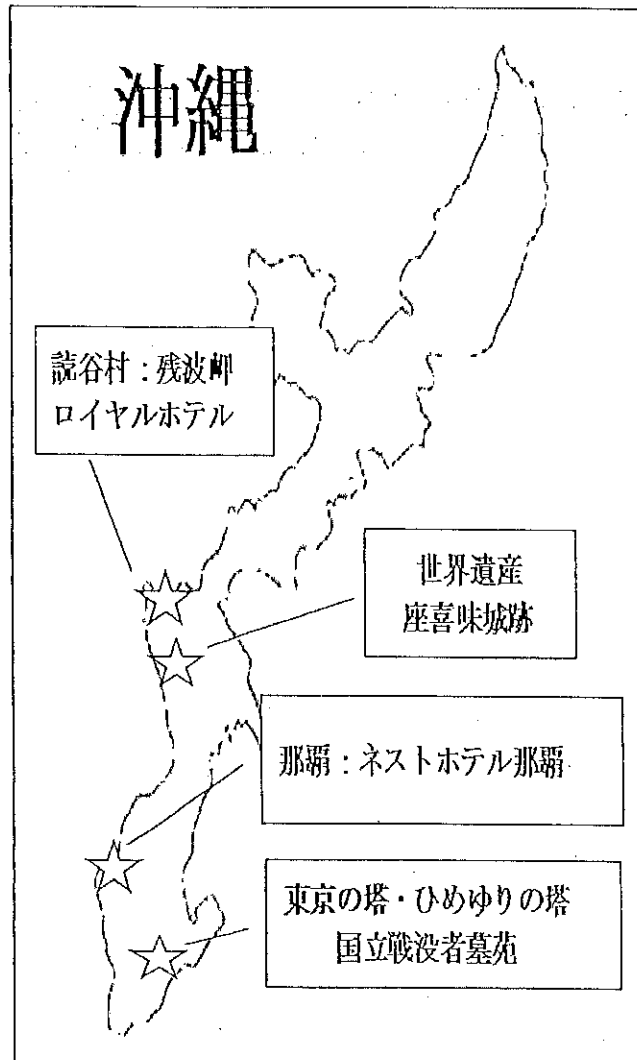 沖縄
読谷村：残波岬
ロイヤルホテル
世界遺産
座喜味城跡
那覇：ネストホテル那覇
東京の塔・ひめゆりの塔
国立戦没者墓苑